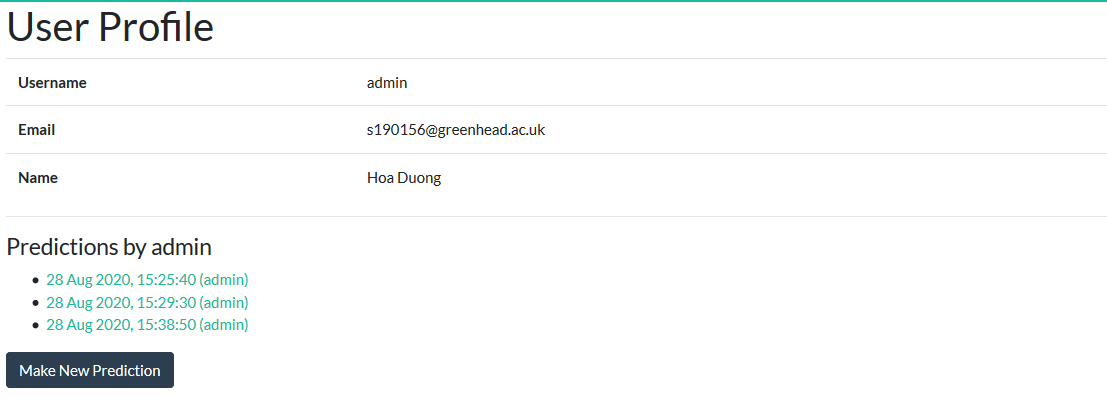 User Profile
Username admin
Email s190156@greenhead.ac.uk
Name Hoa Duong
Predictions by admin
28 Aug 2020, 15:25:40 (admin)
28 Aug 2020, 15:29:30 (admin)
28 Aug 2020, 15:38:50 (admin)
Make New Prediction